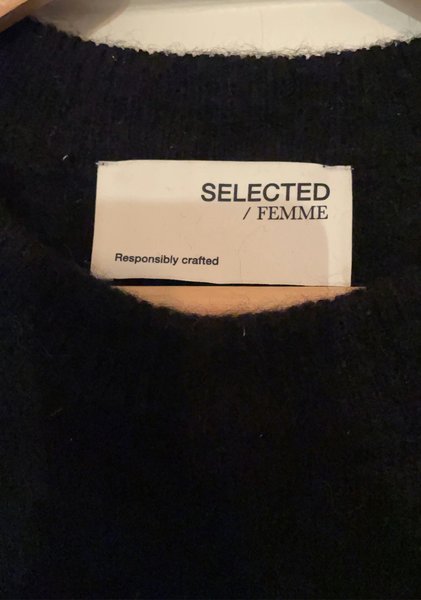 SELECTED
/ FEMME
Responsibly crafted